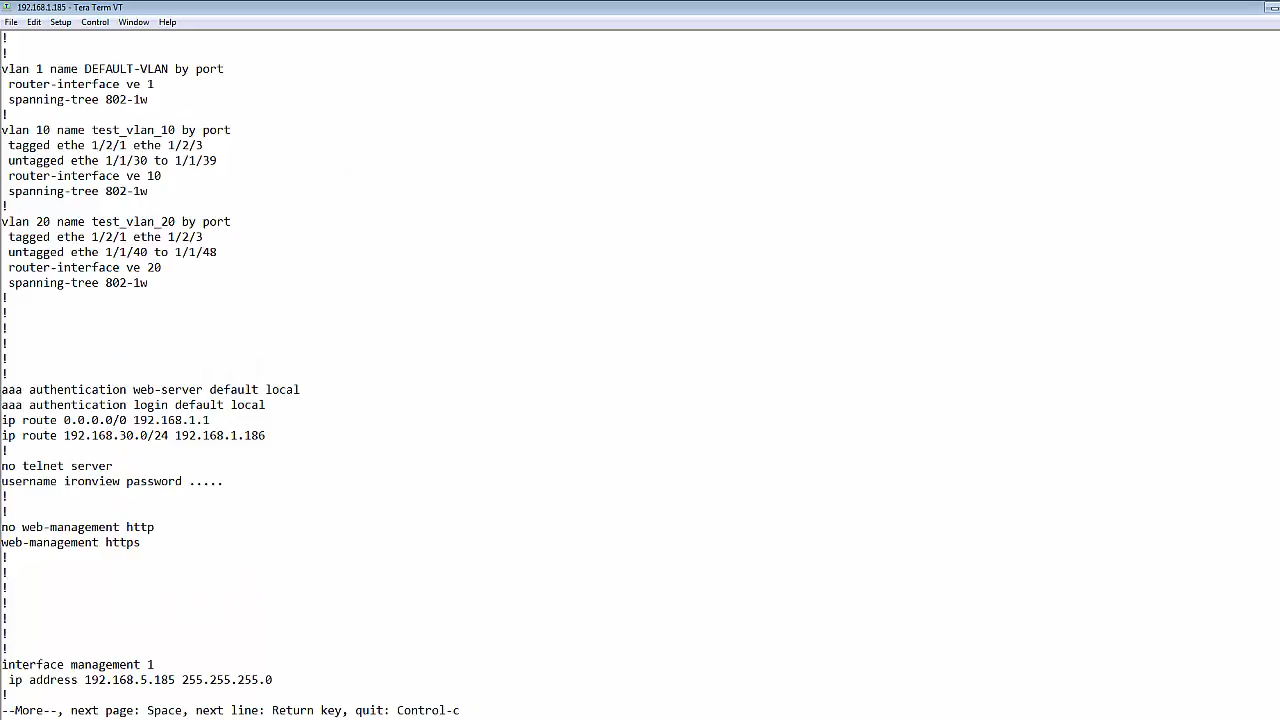 192.168.1.185 - Tera Term VT
File Edit Setup Control Window Help
!
!
vlan 1 name DEFAULT-VLAN by port
router-interface ve 1
spanning-tree 802-1w
!
vlan 10 name test_vlan_10 by port
tagged ethe 1/2/1 ethe 1/2/3
untagged ethe 1/1/30 to 1/1/39
router-interface ve 10
spanning-tree 802-1w
!
vlan 20 name test_vlan_20 by port
tagged ethe 1/2/1 ethe 1/2/3
untagged ethe 1/1/40 to 1/1/48
router-interface ve 20
spanning-tree 802-1w
!
!
!
!
!
!
aaa authentication web-server default local
aaa authentication login default local
ip route 0.0.0.0/0 192.168.1.1
ip route 192.168.30.0/24 192.168.1.186
!
no telnet server
username ironview password .....
!
!
no web-management http
web-management https
!
!
!
!
!
!
!
interface management 1
ip address 192.168.5.185 255.255.255.0
!
--More--, next page: Space, next line: Return key, quit: Control-c